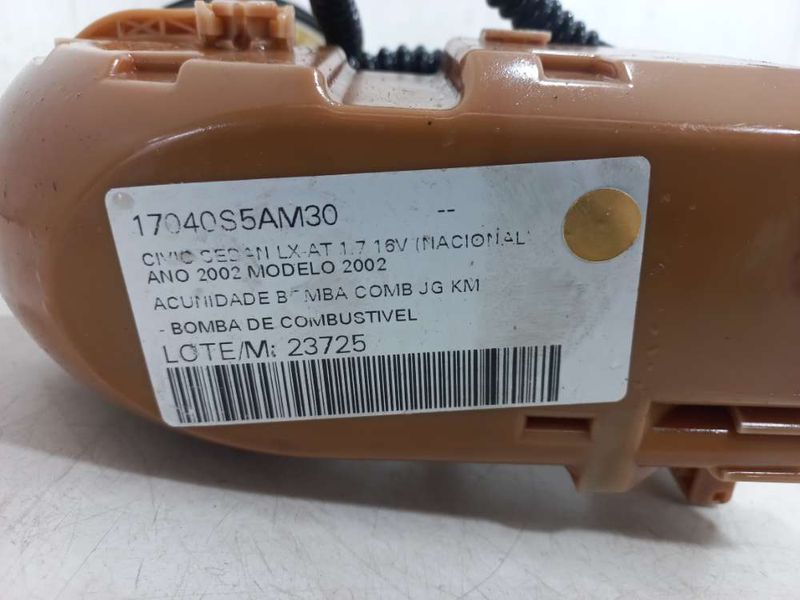 17040S5AM30 --
CIVIC SEDAN LX-AT 1.7 16V (NACIONAL)
ANO 2002 MODELO 2002
ACUNIDADE BOMBA COMB JG KM
- BOMBA DE COMBUSTIVEL
LOTE/M: 23725